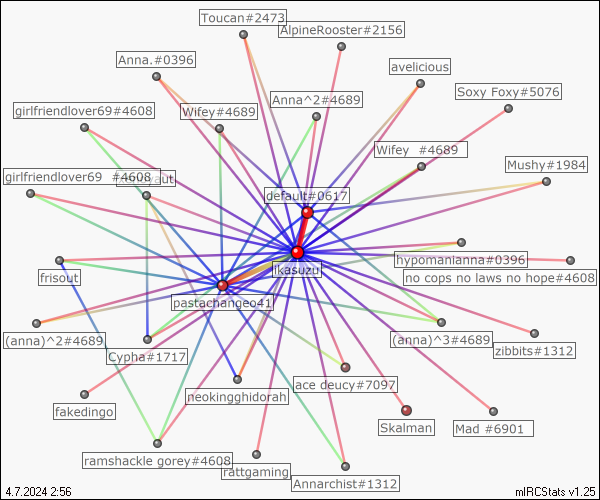 Toucan#2473
AlpineRooster#2156
Anna.#0396
avelicious
Soxy Foxy#5076
girlfriendlover69#4608
Wifey#4689
Anna^2#4689
Wifey  #4689
Mushy#1984
girlfriendlover69  #4608
default#0617
hypomanianna#0396
jkasuzu
no cops no laws no hope#4608
frisout
pastachangeo41
(anna)^2#4689
Cypha#1717
(anna)^3#4689
zibbits#1312
ace deucy#7097
neokingghidorah
fakedingo
Skalman
Mad #6901
ramshackle gorey#4608
rattgaming
Annarchist#1312
4.7.2024 2:56
mIRCStats v1.25